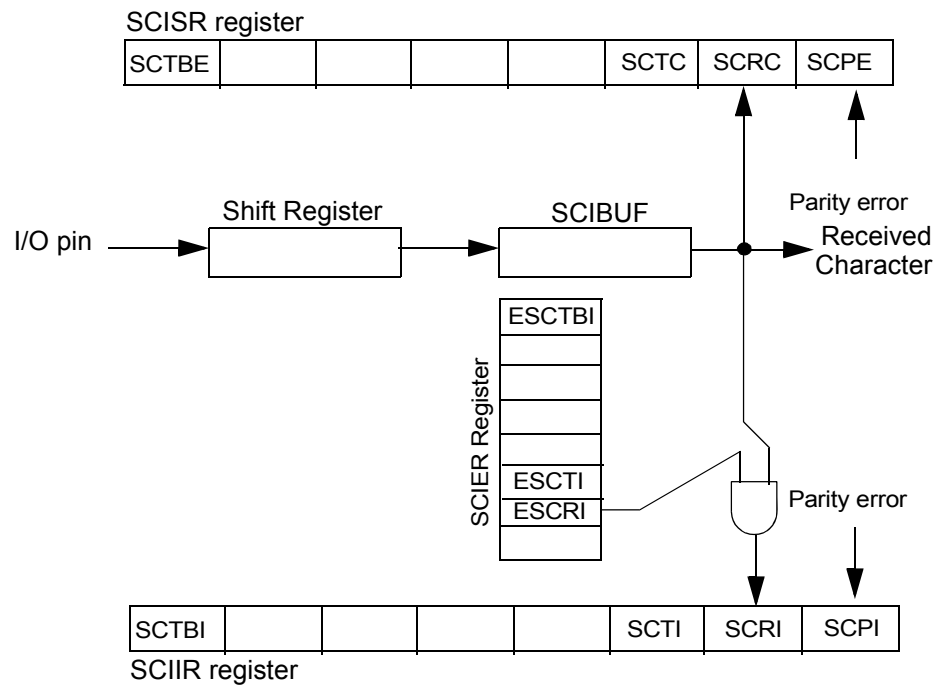 SCISR register
SCTBE
SCTC
SCRC
SCPE
Shift Register
SCIBUF
Parity error
I/O pin
Received
Character
ESCTBI
SCIER Register
ESCTI
ESCRI
Parity error
SCTBI
SCTI
SCRI
SCPI
SCIIR register